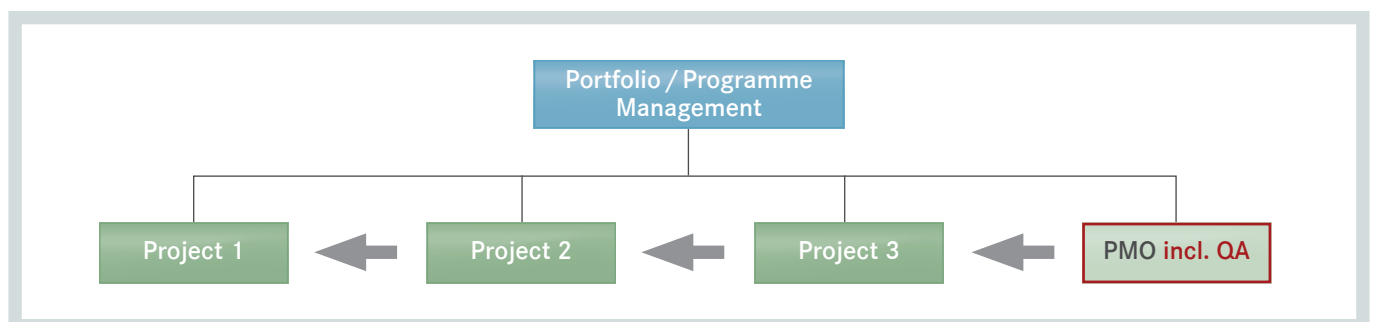 Portfolio / Programme
Management
Project 1
Project 2
Project 3
PMO incl. QA